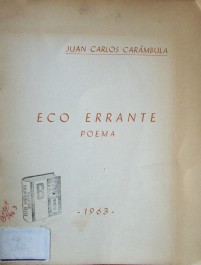 JUAN CARLOS CARÁMBULA
ECO ERRANTE
POEMA
- 1963 -